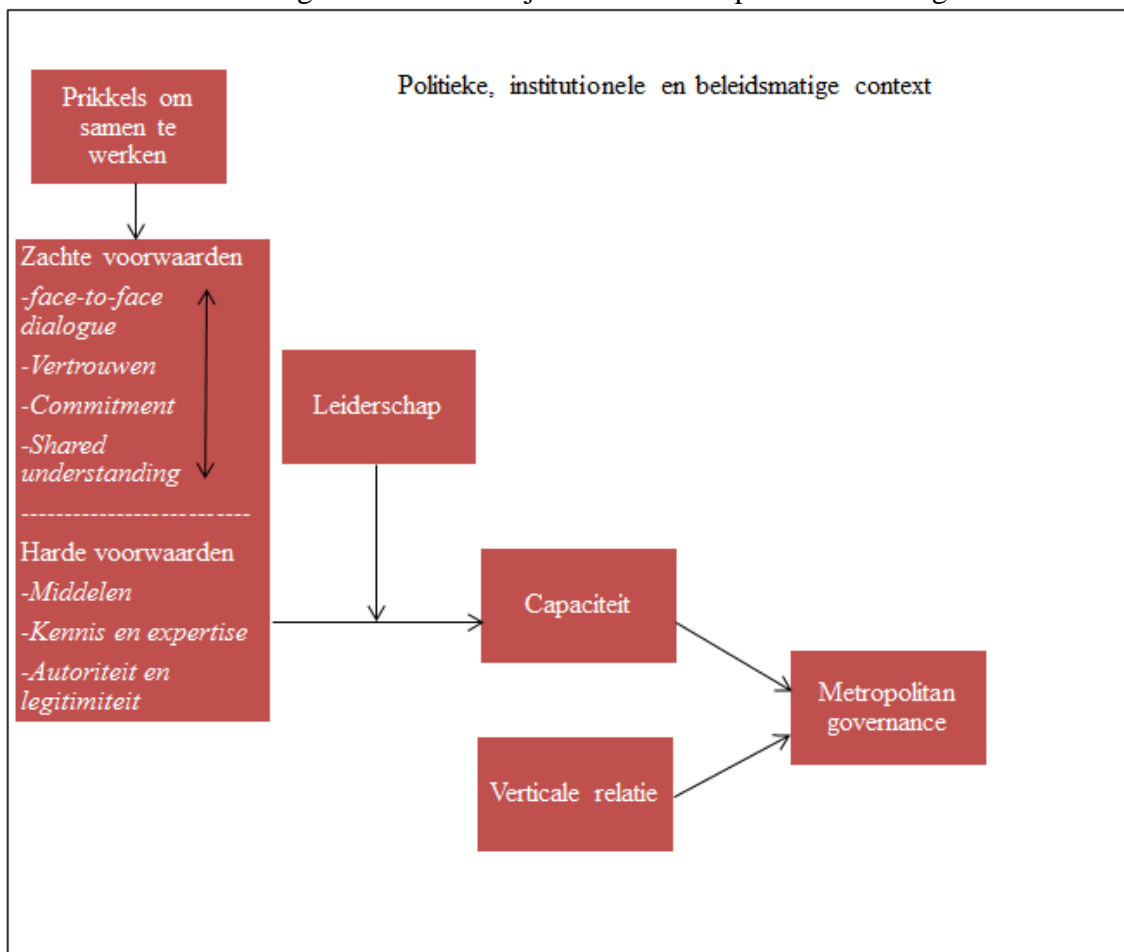 Politieke, institutionele en beleidsmatige context
Prikkels om
samen te
werken
Zachte voorwaarden
-face-to-face
dialogue
-Vertrouwen
-Commitment
-Shared
understanding
--------------------------
Harde voorwaarden
-Middelen
-Kennis en expertise
-Autoriteit en
legitimiteit
Leiderschap
Capaciteit
Verticale relatie
Metropolitan
governance